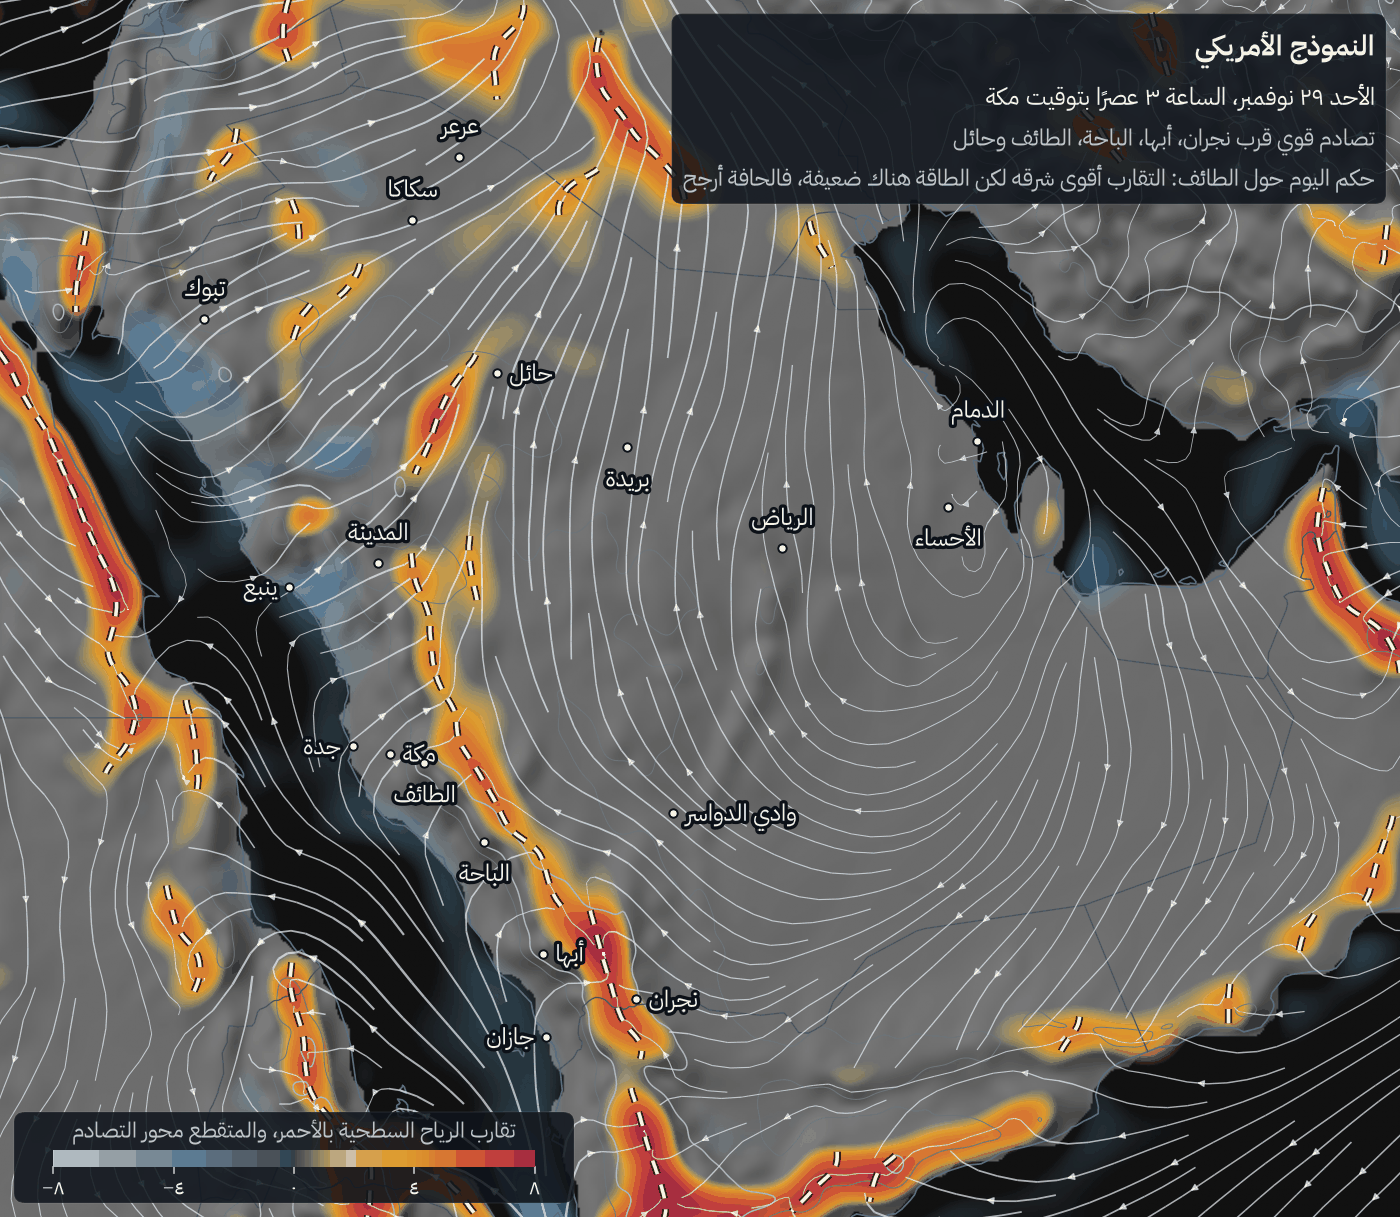 النموذج الأمريكي
الأحد ٢٩ نوفمبر، الساعة ٣ عصرًا بتوقيت مكة
تصادم قوي قرب نجران، أبها، الباحة، الطائف وحائل
حكم اليوم حول الطائف: التقارب أقوى شرقه لكن الطاقة هناك ضعيفة، فالحافة أرجح
عرعر
سكاكا
تبوك
حائل
الدمام
بريدة
الرياض
الأحساء
المدينة
ينبع
جدة
مكة
الطائف
وادي الدواسر
الباحة
أبها
نجران
جازان
تقارب الرياح السطحية بالأحمر، والمتقطع محور التصادم
−٨ −٤ ٠ ٤ ٨